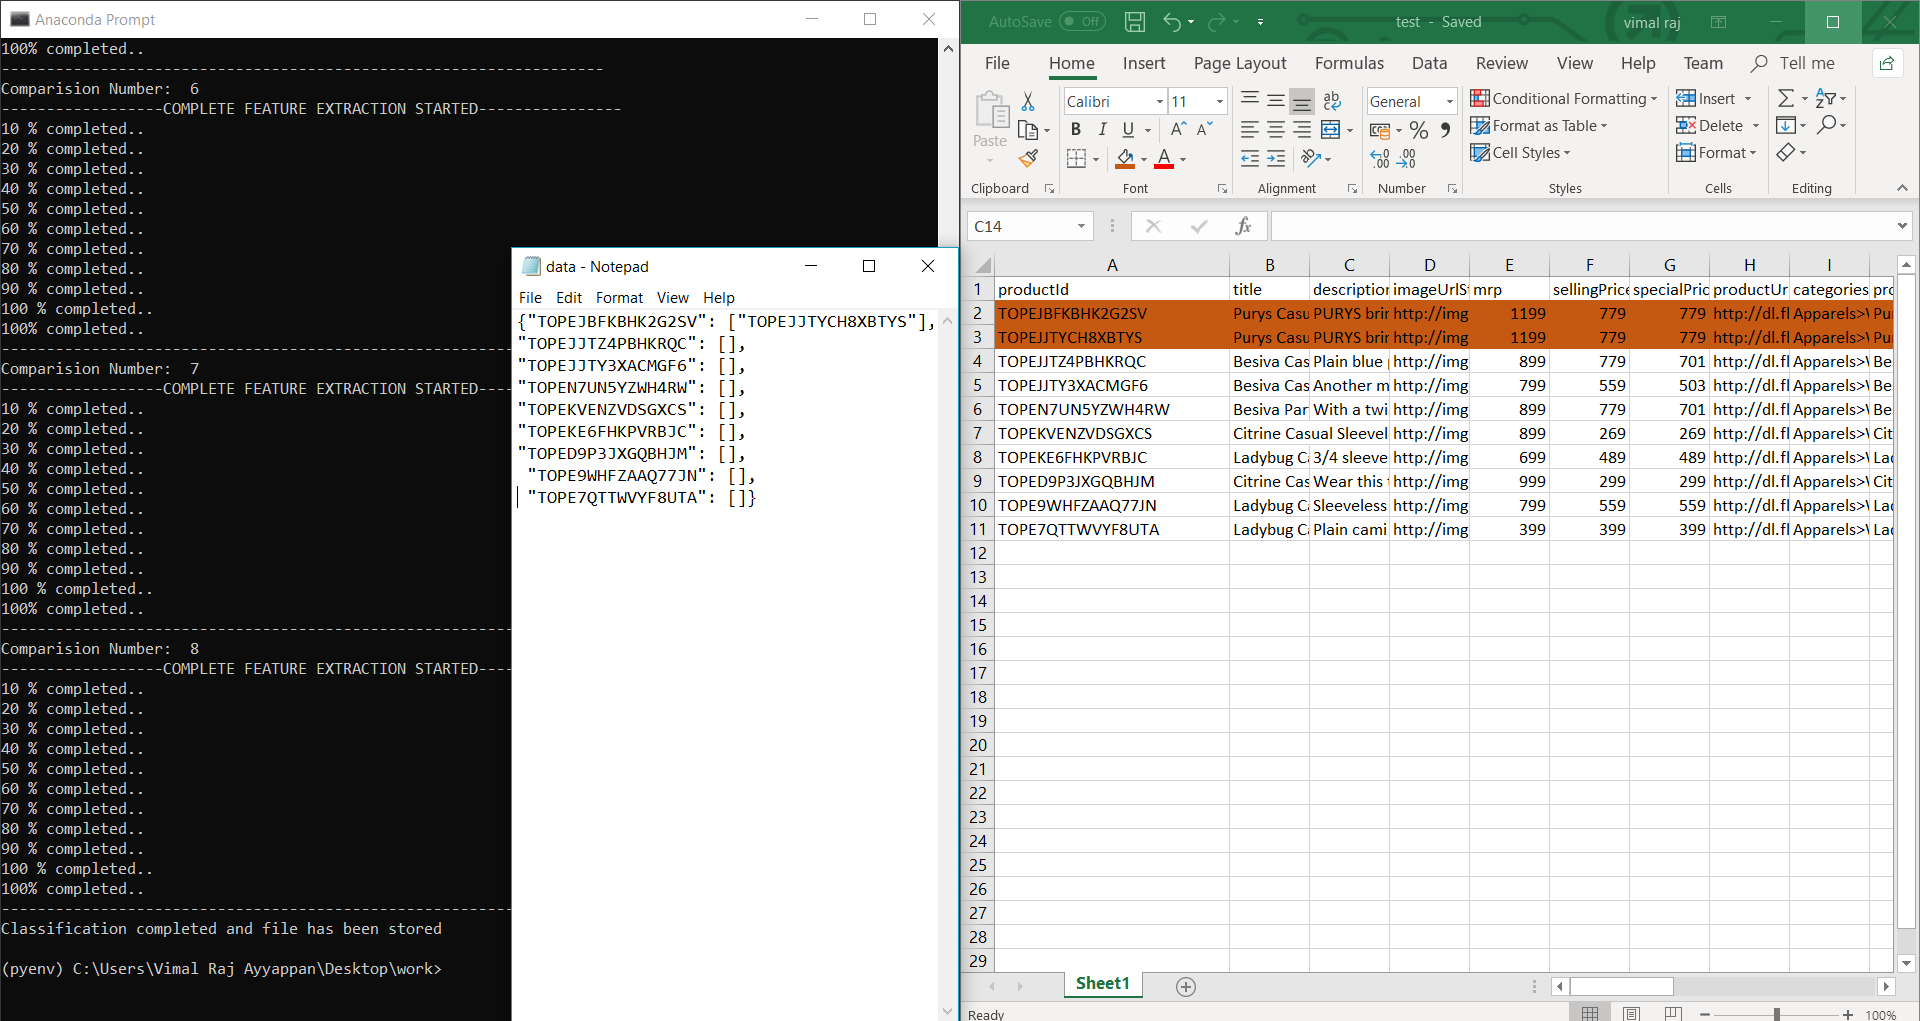 Anaconda Prompt
100% completed..
-------------------------------------------------------------------
Comparision Number:  6
------------------COMPLETE FEATURE EXTRACTION STARTED----------------
10 % completed..
20 % completed..
30 % completed..
40 % completed..
50 % completed..
60 % completed..
70 % completed..
80 % completed..
90 % completed..
100 % completed..
100% completed..
---------------------------------------------------------
Comparision Number:  7
------------------COMPLETE FEATURE EXTRACTION STARTED----
10 % completed..
20 % completed..
30 % completed..
40 % completed..
50 % completed..
60 % completed..
70 % completed..
80 % completed..
90 % completed..
100 % completed..
100% completed..
---------------------------------------------------------
Comparision Number:  8
------------------COMPLETE FEATURE EXTRACTION STARTED----
10 % completed..
20 % completed..
30 % completed..
40 % completed..
50 % completed..
60 % completed..
70 % completed..
80 % completed..
90 % completed..
100 % completed..
100% completed..
---------------------------------------------------------
Classification completed and file has been stored
(pyenv) C:\Users\Vimal Raj Ayyappan\Desktop\work>
data - Notepad
File Edit Format View Help
{"TOPEJBFKBHK2G2SV": ["TOPEJJTYCH8XBTYS"],
"TOPEJJTZ4PBHKRQC": [],
"TOPEJJTY3XACMGF6": [],
"TOPEN7UN5YZWH4RW": [],
"TOPEKVENZVDSGXCS": [],
"TOPEKE6FHKPVRBJC": [],
"TOPED9P3JXGQBHJM": [],
"TOPE9WHFZAAQ77JN": [],
"TOPE7QTTWVYF8UTA": []}
AutoSave Off test - Saved vimal raj
File Home Insert Page Layout Formulas Data Review View Help Team Tell me
Paste Calibri 11 General Conditional Formatting Insert
B I U A A % Format as Table Delete
A Cell Styles Format
Clipboard Font Alignment Number Styles Cells Editing
C14 fx
A B C D E F G H I
1 productId title description imageUrlSt mrp sellingPrice specialPric productUr categories pro
2 TOPEJBFKBHK2G2SV Purys Casu PURYS brin http://img 1199 779 779 http://dl.fl Apparels>\ Pu
3 TOPEJJTYCH8XBTYS Purys Casu PURYS brin http://img 1199 779 779 http://dl.fl Apparels>\ Pu
4 TOPEJJTZ4PBHKRQC Besiva Cas Plain blue http://img 899 779 701 http://dl.fl Apparels>\ Be
5 TOPEJJTY3XACMGF6 Besiva Cas Another m http://img 799 559 503 http://dl.fl Apparels>\ Be
6 TOPEN7UN5YZWH4RW Besiva Par With a twi http://img 899 779 701 http://dl.fl Apparels>\ Be
7 TOPEKVENZVDSGXCS Citrine Casual Sleevel http://img 899 269 269 http://dl.fl Apparels>\ Cit
8 TOPEKE6FHKPVRBJC Ladybug Ca 3/4 sleeve http://img 699 489 489 http://dl.fl Apparels>\ Lad
9 TOPED9P3JXGQBHJM Citrine Cas Wear this http://img 999 299 299 http://dl.fl Apparels>\ Cit
10 TOPE9WHFZAAQ77JN Ladybug Ca Sleeveless http://img 799 559 559 http://dl.fl Apparels>\ Lad
11 TOPE7QTTWVYF8UTA Ladybug Ca Plain cami http://img 399 399 399 http://dl.fl Apparels>\ Lad
12
13
14
15
16
17
18
19
20
21
22
23
24
25
26
27
28
29
Sheet1
Ready 100%